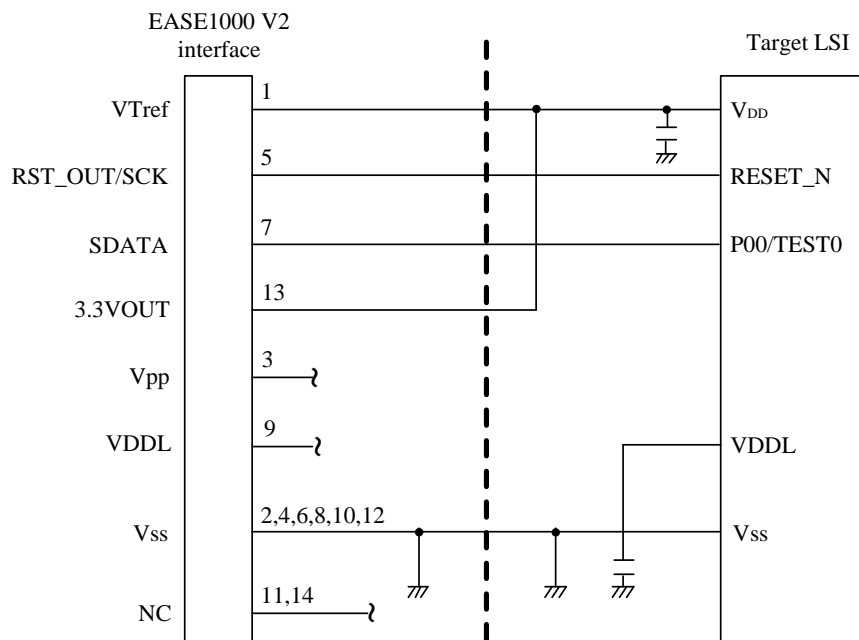 EASE1000 V2
interface
Target LSI
VTref
1
VDD
RST_OUT/SCK
5
RESET_N
SDATA
7
P00/TEST0
3.3VOUT
13
Vpp
3
VDDL
9
VDDL
Vss
2,4,6,8,10,12
Vss
NC
11,14